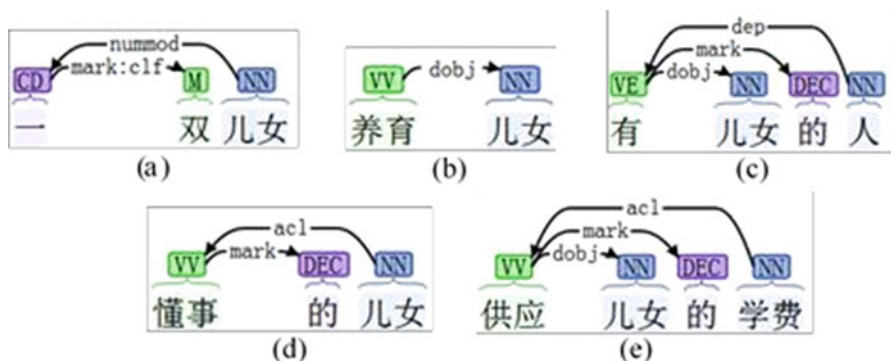 nummod
mark:clf
CD M NN
一 双 儿女
(a)
dobj
VV NN
养育 儿女
(b)
dep
mark
dobj
VE NN DEC NN
有 儿女 的 人
(c)
acl
mark
VV DEC NN
懂事 的 儿女
(d)
acl
mark
dobj
VV NN DEC NN
供应 儿女 的 学费
(e)